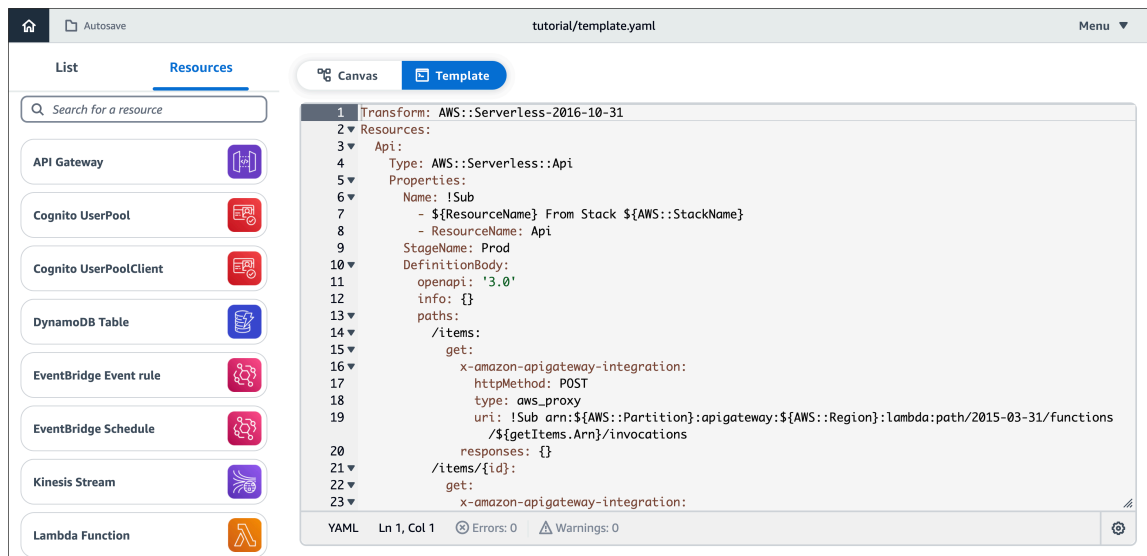 Autosave
tutorial/template.yaml
Menu
List
Resources
Search for a resource
API Gateway
Cognito UserPool
Cognito UserPoolClient
DynamoDB Table
EventBridge Event rule
EventBridge Schedule
Kinesis Stream
Lambda Function
Canvas
Template
1 Transform: AWS::Serverless-2016-10-31
2 Resources:
3 Api:
4 Type: AWS::Serverless::Api
5 Properties:
6 Name: !Sub
7 - ${ResourceName} From Stack ${AWS::StackName}
8 - ResourceName: Api
9 StageName: Prod
10 DefinitionBody:
11 openapi: '3.0'
12 info: {}
13 paths:
14 /items:
15 get:
16 x-amazon-apigateway-integration:
17 httpMethod: POST
18 type: aws_proxy
19 uri: !Sub arn:${AWS::Partition}:apigateway:${AWS::Region}:lambda:path/2015-03-31/functions
/${getItems.Arn}/invocations
20 responses: {}
21 /items/{id}:
22 get:
23 x-amazon-apigateway-integration:
YAML Ln 1, Col 1 Errors: 0 Warnings: 0